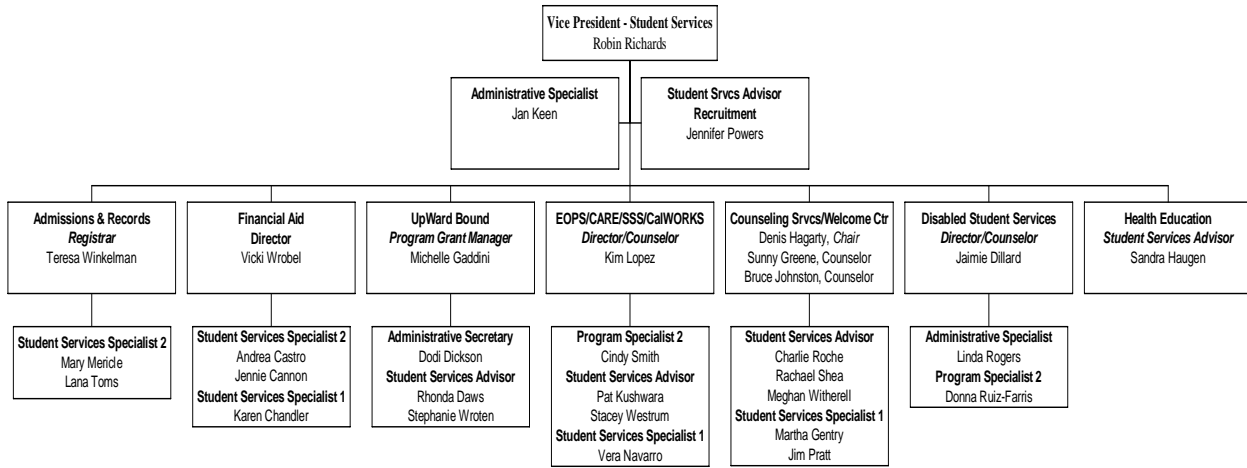 Vice President - Student Services
Robin Richards
Administrative Specialist
Jan Keen
Student Srvcs Advisor
Recruitment
Jennifer Powers
Admissions & Records
Registrar
Teresa Winkelman
Financial Aid
Director
Vicki Wrobel
UpWard Bound
Program Grant Manager
Michelle Gaddini
EOPS/CARE/SSS/CalWORKS
Director/Counselor
Kim Lopez
Counseling Srvcs/Welcome Ctr
Denis Hagarty, Chair
Sunny Greene, Counselor
Bruce Johnston, Counselor
Disabled Student Services
Director/Counselor
Jaimie Dillard
Health Education
Student Services Advisor
Sandra Haugen
Student Services Specialist 2
Mary Mericle
Lana Toms
Student Services Specialist 2
Andrea Castro
Jennie Cannon
Student Services Specialist 1
Karen Chandler
Administrative Secretary
Dodi Dickson
Student Services Advisor
Rhonda Daws
Stephanie Wroten
Program Specialist 2
Cindy Smith
Student Services Advisor
Pat Kushwara
Stacey Westrum
Student Services Specialist 1
Vera Navarro
Student Services Advisor
Charlie Roche
Rachael Shea
Meghan Witherell
Student Services Specialist 1
Martha Gentry
Jim Pratt
Administrative Specialist
Linda Rogers
Program Specialist 2
Donna Ruiz-Farris